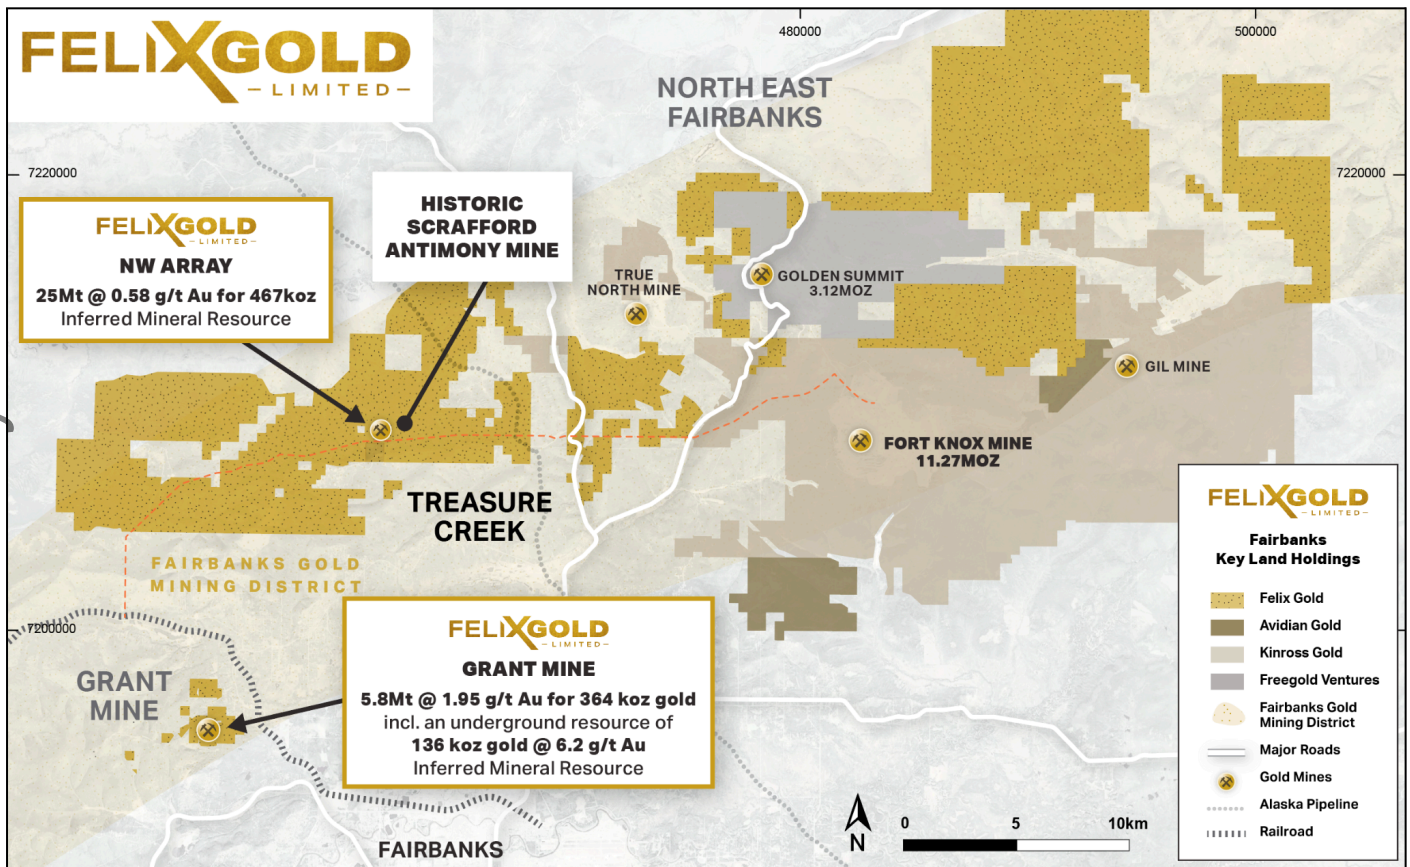 FELIXGOLD
LIMITED
480000
500000
NORTH EAST
FAIRBANKS
7220000
7220000
FELIXGOLD
LIMITED
NW ARRAY
25Mt @ 0.58 g/t Au for 467koz
Inferred Mineral Resource
HISTORIC
SCRAFFORD
ANTIMONY MINE
TRUE
NORTH MINE
GOLDEN SUMMIT
3.12MOZ
GIL MINE
FORT KNOX MINE
11.27MOZ
TREASURE
CREEK
FAIRBANKS GOLD
MINING DISTRICT
7200000
GRANT
MINE
FELIXGOLD
LIMITED
GRANT MINE
5.8Mt @ 1.95 g/t Au for 364 koz gold
incl. an underground resource of
136 koz gold @ 6.2 g/t Au
Inferred Mineral Resource
FAIRBANKS
N
0 5 10km
FELIXGOLD
LIMITED
Fairbanks
Key Land Holdings
Felix Gold
Avidian Gold
Kinross Gold
Freegold Ventures
Fairbanks Gold
Mining District
Major Roads
Gold Mines
Alaska Pipeline
Railroad